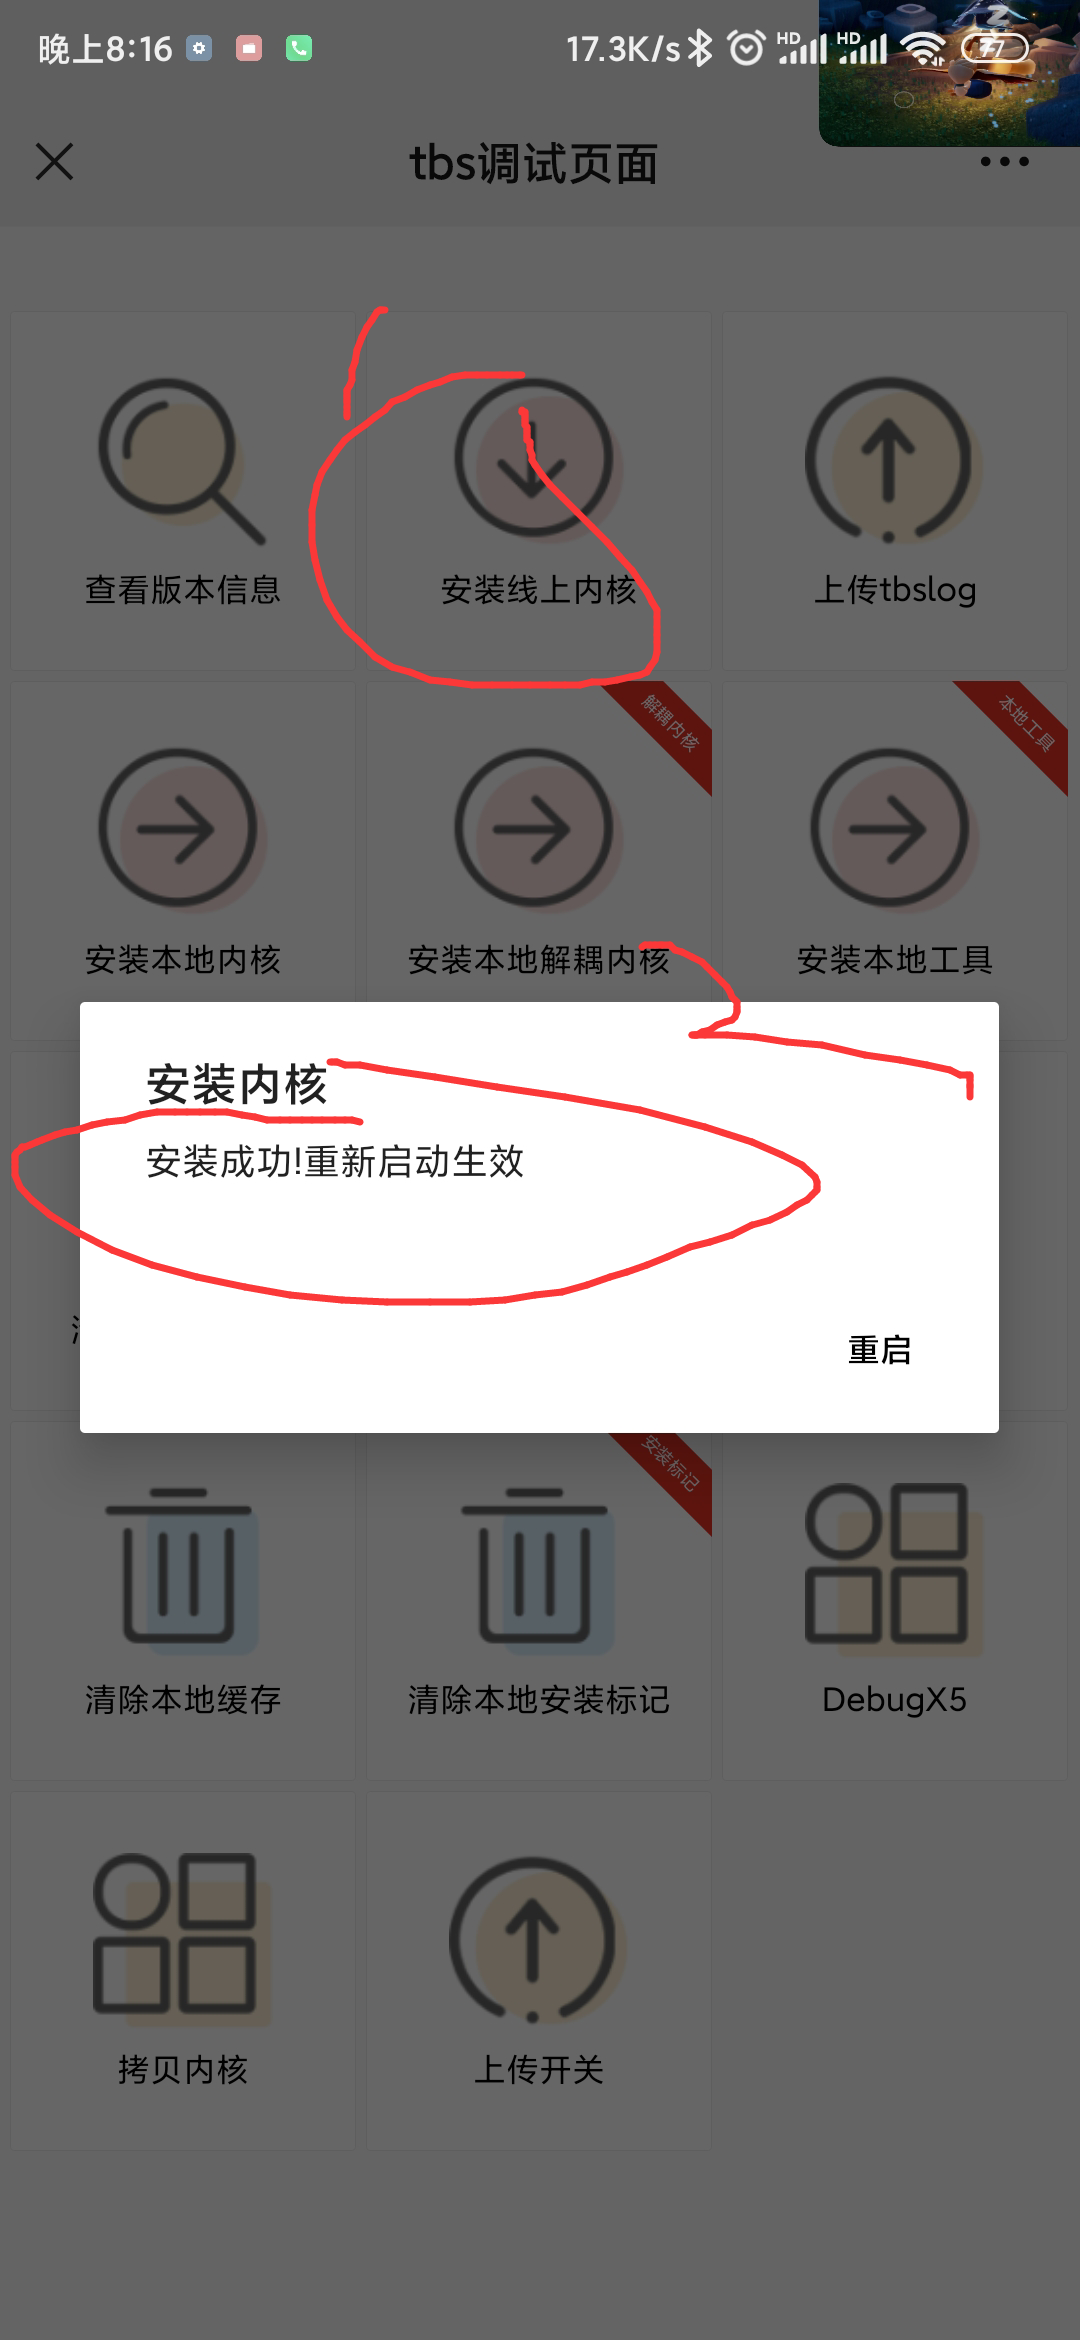 晚上8:16
17.3K/s
HD
HD
77
tbs调试页面
查看版本信息
安装线上内核
上传tbslog
解耦内核
本地工具
安装本地内核
安装本地解耦内核
安装本地工具
安装内核
安装成功!重新启动生效
重启
安装标记
清除本地缓存
清除本地安装标记
DebugX5
拷贝内核
上传开关